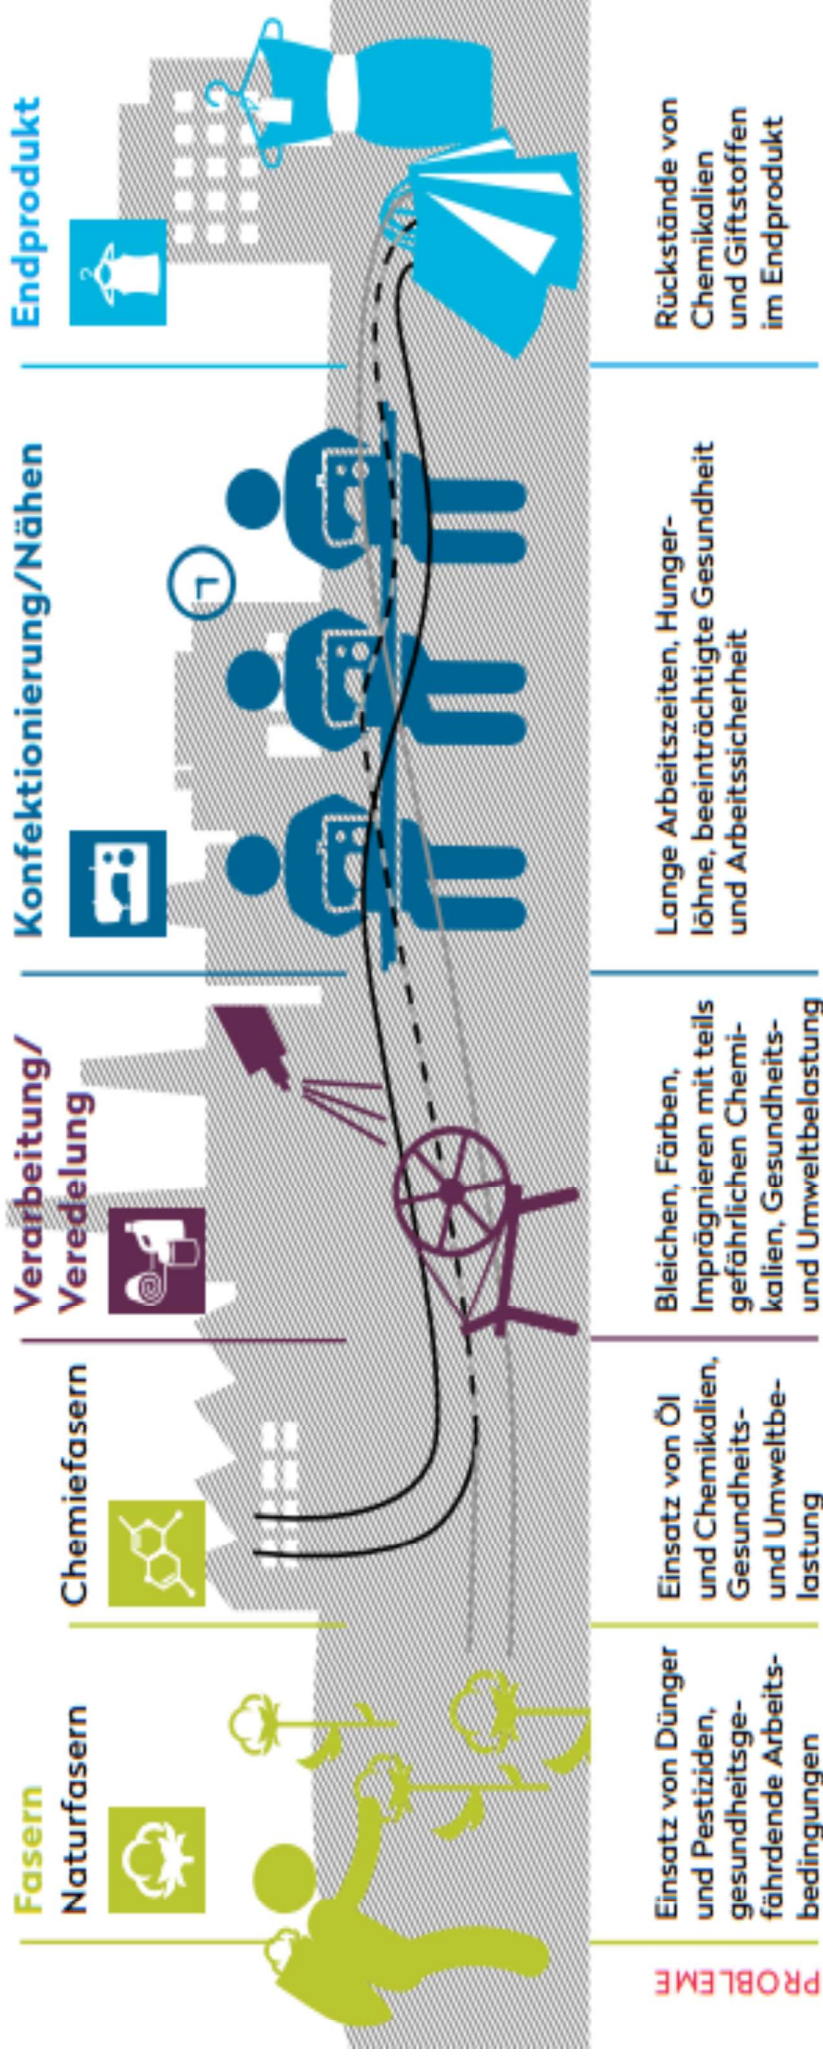 Fasern
Naturfasern
Chemiefasern
Verarbeitung/
Veredelung
Konfektionierung/Nähen
Endprodukt
PROBLEME
Einsatz von Dünger
und Pestiziden,
gesundheitsge-
fährdende Arbeits-
bedingungen
Einsatz von Öl
und Chemikalien,
Gesundheits-
und Umweltbe-
lastung
Bleichen, Färben,
Imprägnieren mit teils
gefährlichen Chemi-
kalien, Gesundheits-
und Umweltbelastung
Lange Arbeitszeiten, Hunger-
löhne, beeinträchtigte Gesundheit
und Arbeitssicherheit
Rückstände von
Chemikalien
und Giftstoffen
im Endprodukt